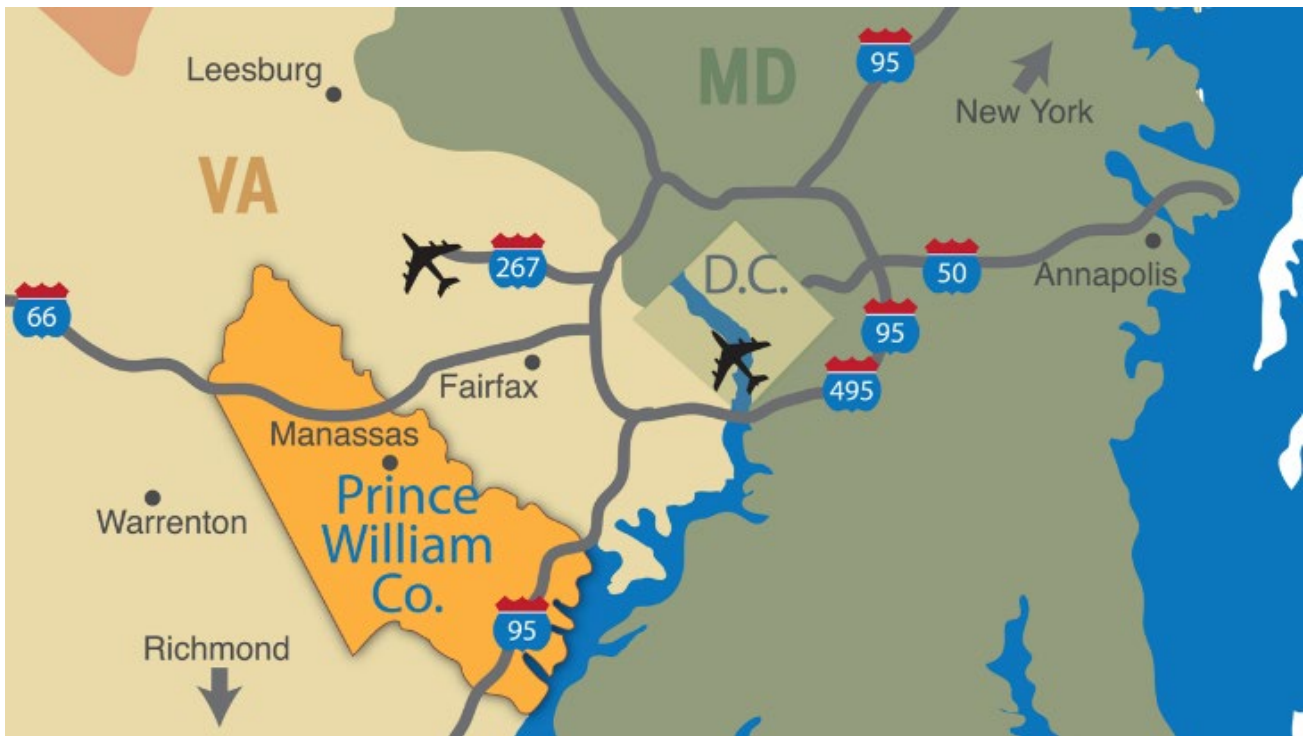 Leesburg
MD
95
New York
VA
267
D.C.
50
Annapolis
66
95
Fairfax
495
Manassas
Prince
William
Co.
Warrenton
95
Richmond